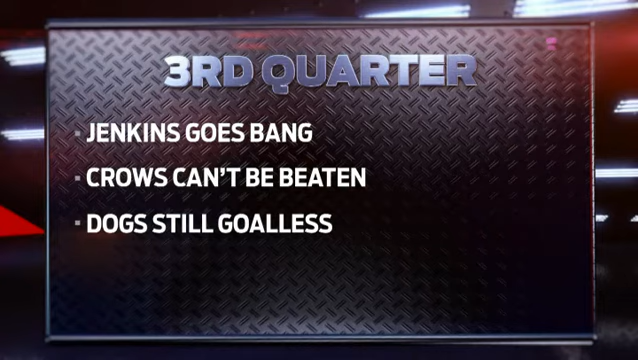 3RD QUARTER
JENKINS GOES BANG
CROWS CAN'T BE BEATEN
DOGS STILL GOALLESS